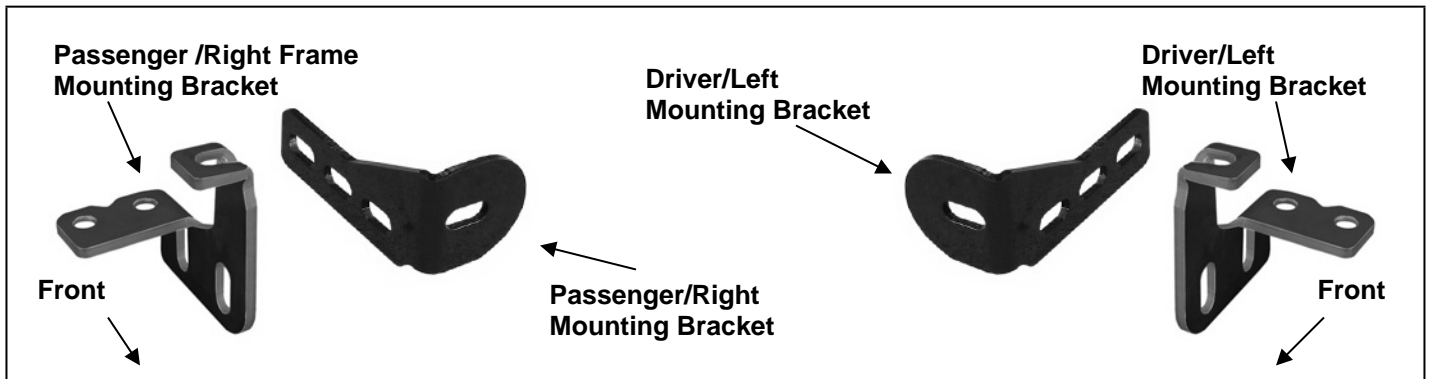 Passenger /Right Frame
Mounting Bracket
Driver/Left
Mounting Bracket
Driver/Left
Mounting Bracket
Front
Passenger/Right
Mounting Bracket
Front